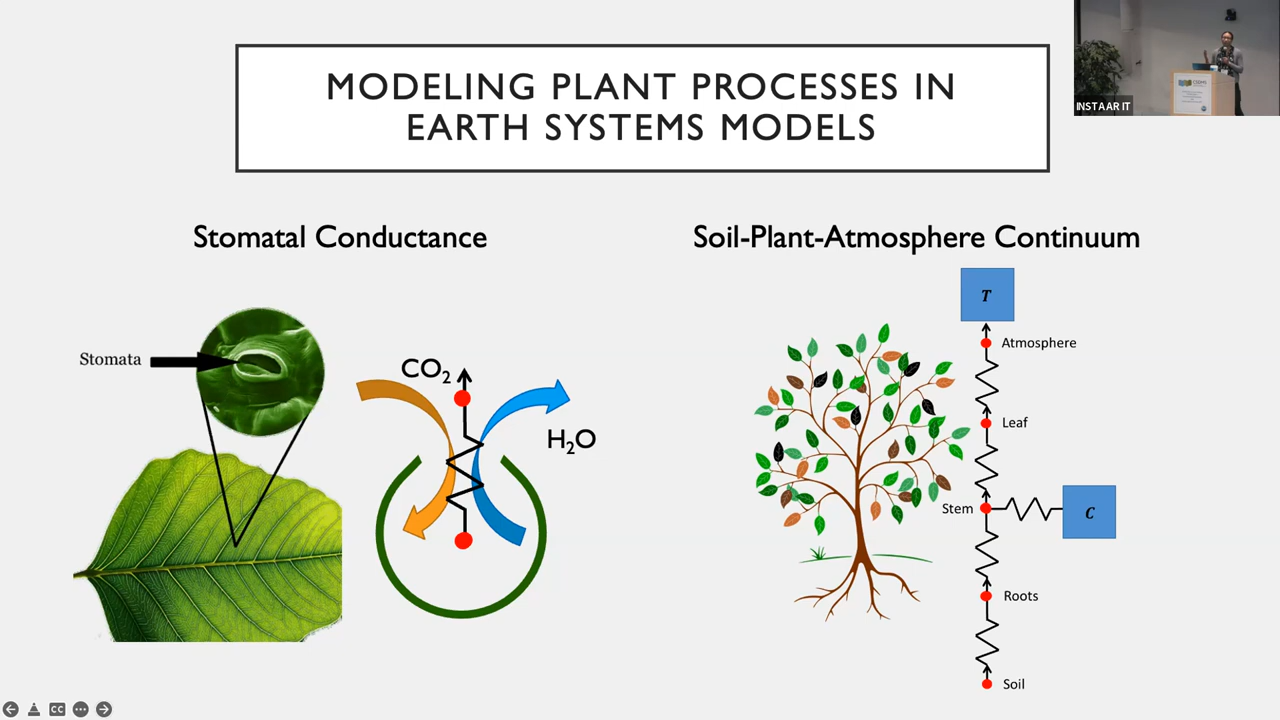 MODELING PLANT PROCESSES IN
EARTH SYSTEMS MODELS
INSTAAR IT
Stomatal Conductance
Soil-Plant-Atmosphere Continuum
Stomata
CO₂
H₂O
T
Atmosphere
Leaf
Stem
C
Roots
Soil
CC